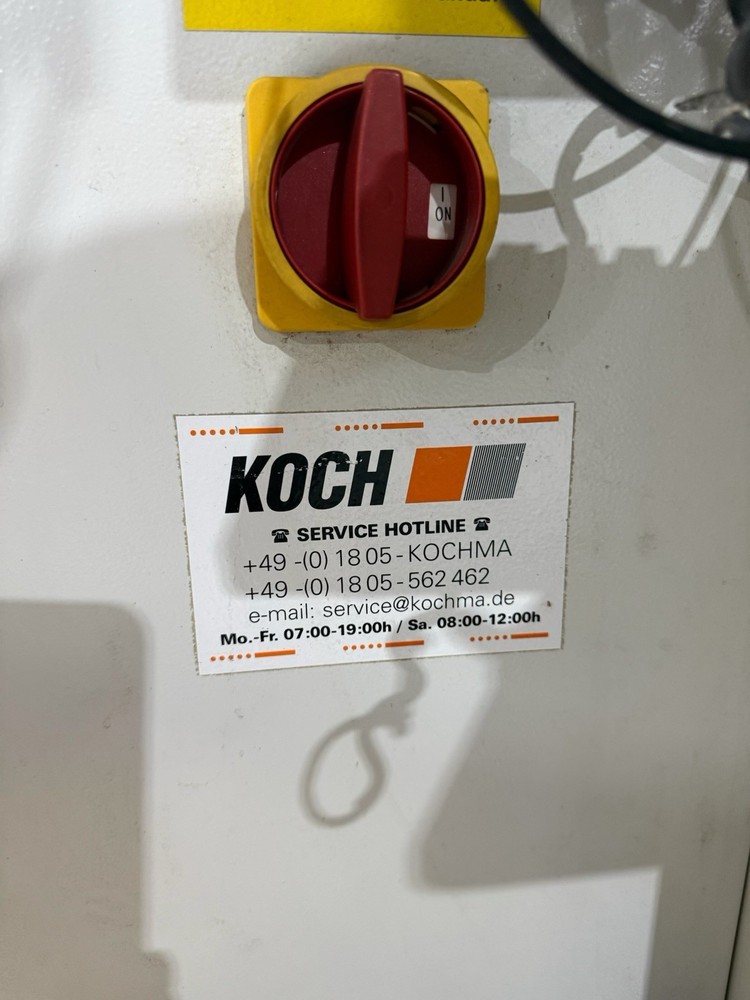 I
ON
KOCH
☎ SERVICE HOTLINE ☎
+49 -(0) 18 05 - KOCHMA
+49 -(0) 18 05 - 562 462
e-mail: service@kochma.de
Mo.-Fr. 07:00-19:00h / Sa. 08:00-12:00h